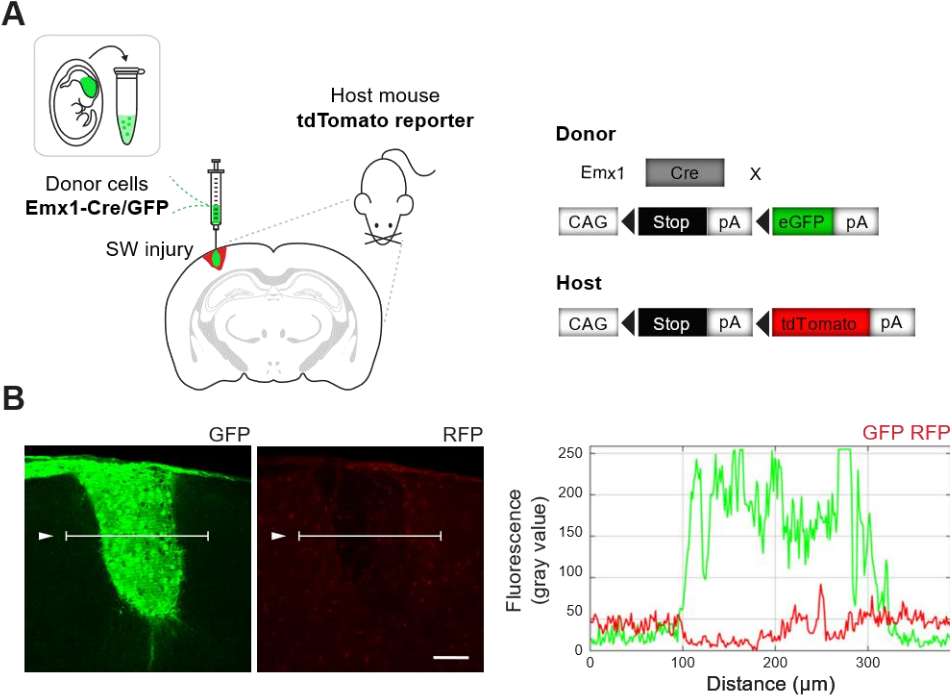 A
Host mouse
tdTomato reporter
Donor cells
Emx1-Cre/GFP
SW injury
Donor
Emx1 Cre X
CAG Stop pA eGFP pA
Host
CAG Stop pA tdTomato pA
B
GFP
RFP
GFP RFP
Fluorescence
(gray value)
250
200
150
100
50
0
0 100 200 300
Distance (µm)